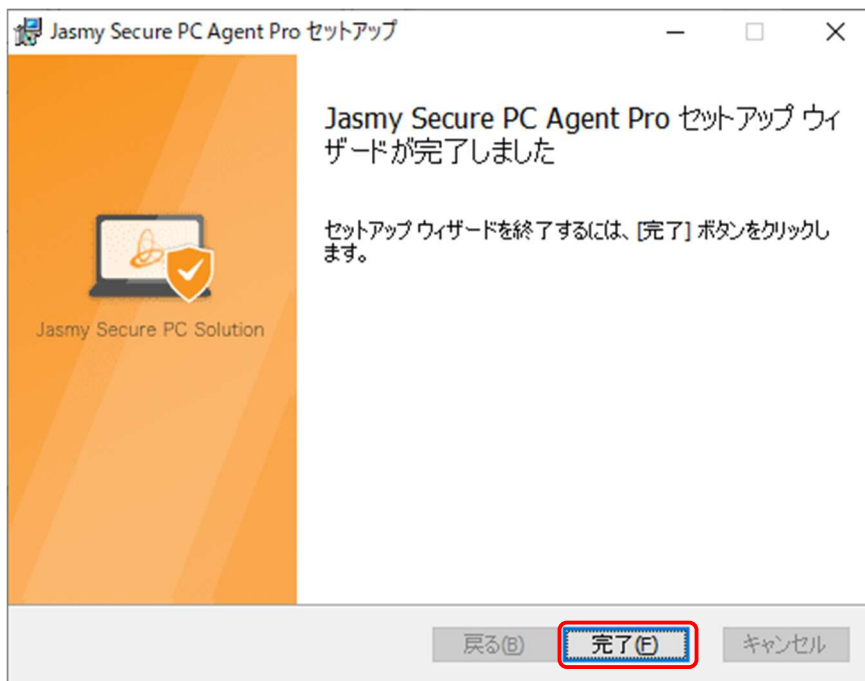 Jasmy Secure PC Agent Pro セットアップ
Jasmy Secure PC Agent Pro セットアップ ウィ
ザードが完了しました
セットアップ ウィザードを終了するには、[完了] ボタンをクリックし
ます。
Jasmy Secure PC Solution
戻る(B)
完了(F)
キャンセル